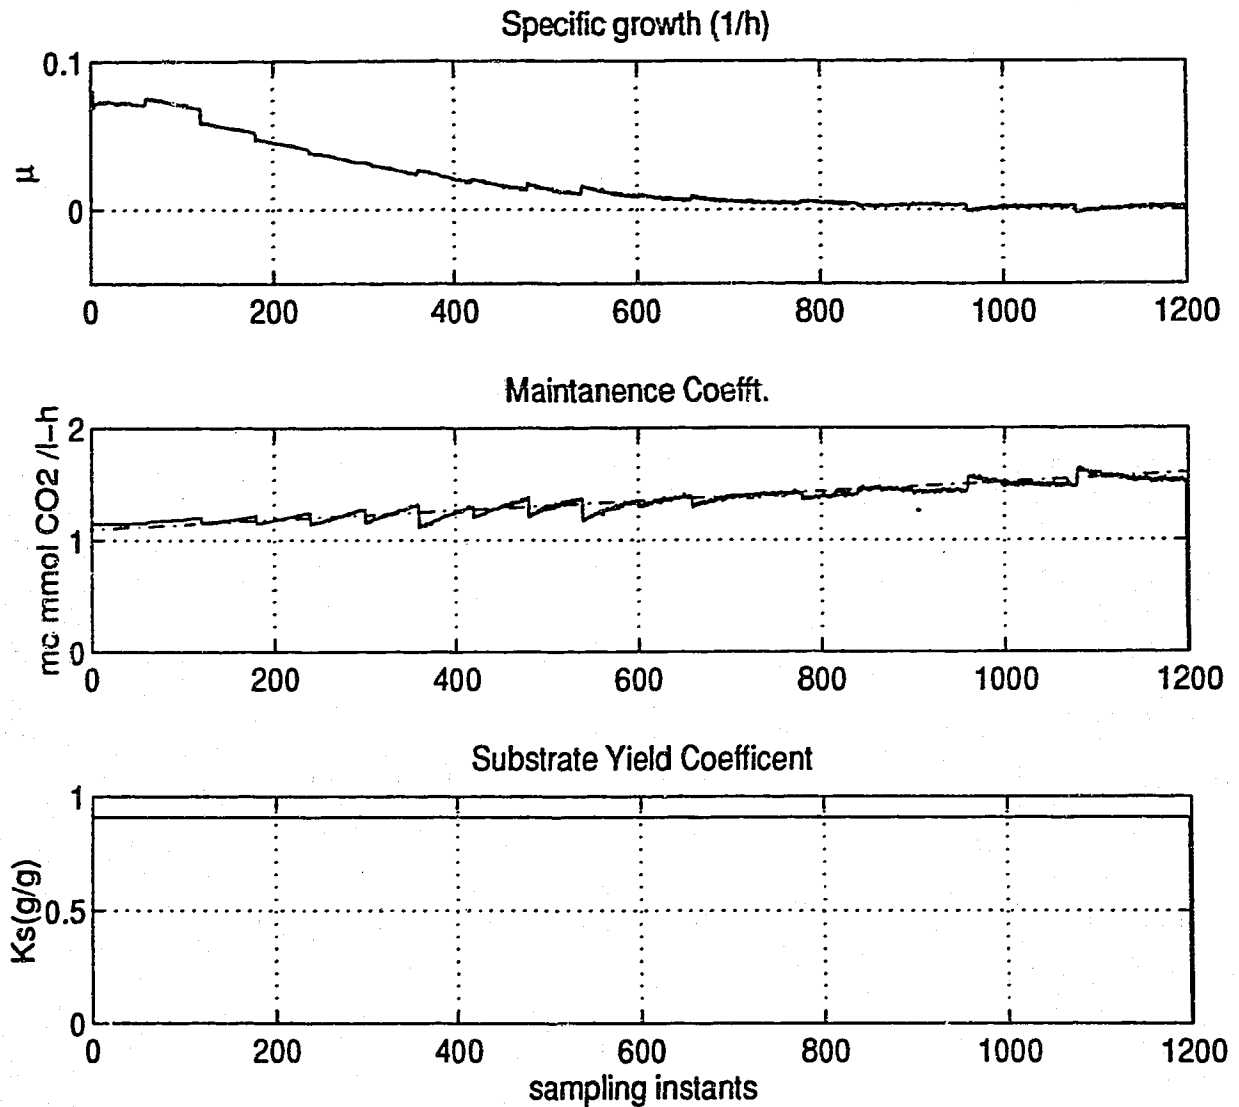 Specific growth (1/h)
0.1
0
μ
0 200 400 600 800 1000 1200
Maintanence Coefft.
2
1
0
mc mmol CO2 /l-h
0 200 400 600 800 1000 1200
Substrate Yield Coefficent
1
0.5
0
Ks(g/g)
0 200 400 600 800 1000 1200
sampling instants